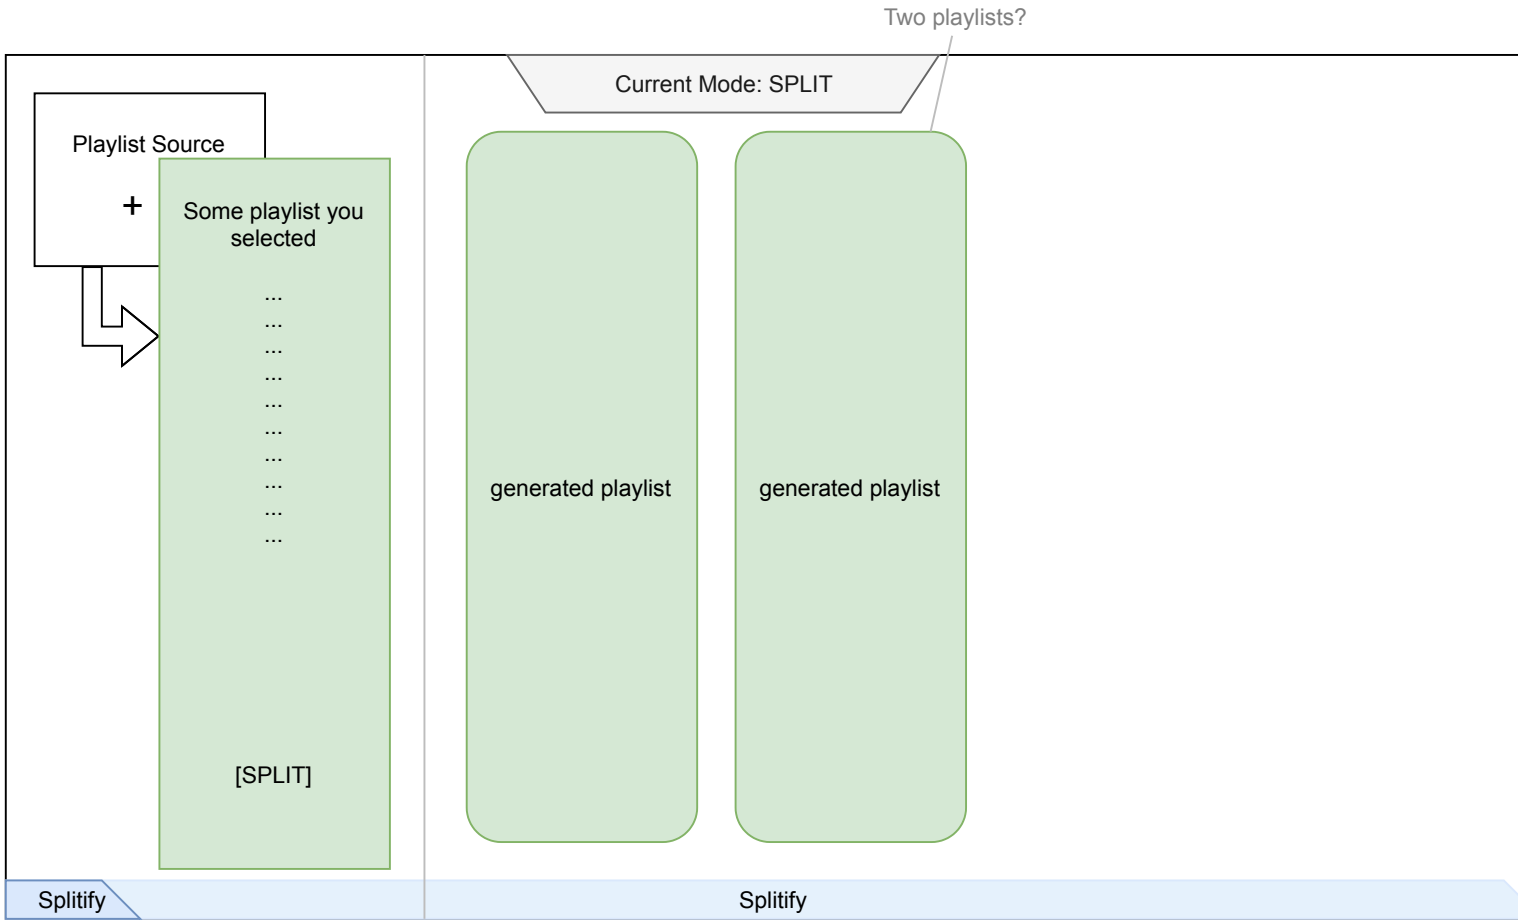 Two playlists?
Current Mode: SPLIT
Playlist Source
+
Some playlist you
selected
...
...
...
...
...
...
...
...
...
...
[SPLIT]
generated playlist
generated playlist
Splitify
Splitify